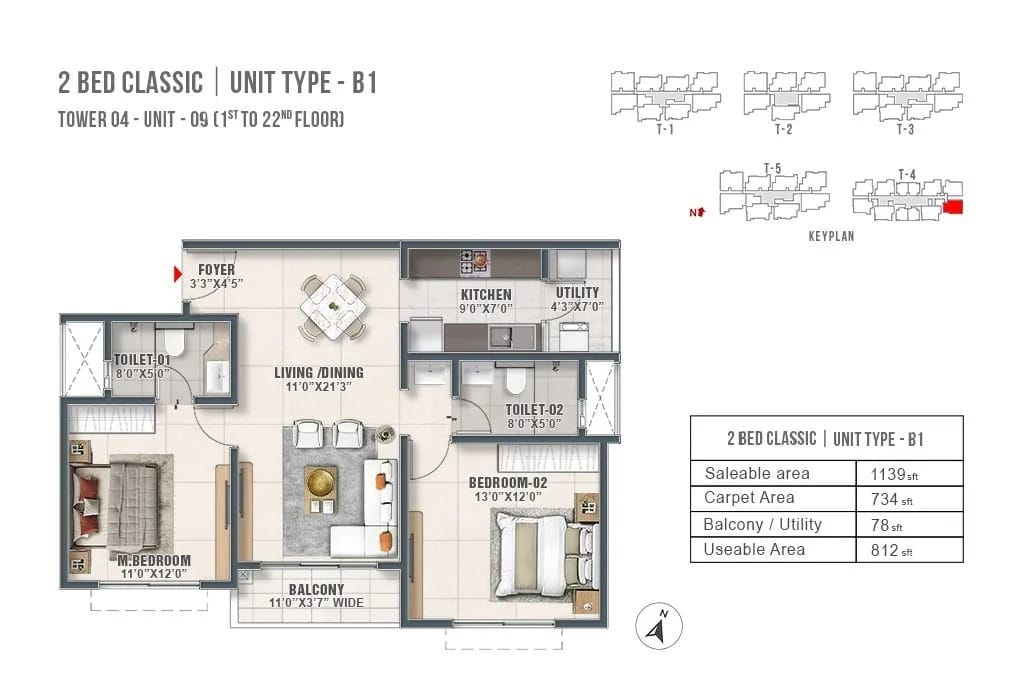 2 BED CLASSIC | UNIT TYPE - B1
TOWER 04 - UNIT - 09 (1ST TO 22ND FLOOR)
T-1
T-2
T-3
T-5
T-4
N
KEYPLAN
FOYER
3'3"X4'5"
KITCHEN
9'0"X7'0"
UTILITY
4'3"X7'0"
TOILET-01
8'0"X5'0"
LIVING /DINING
11'0"X21'3"
TOILET-02
8'0"X5'0"
BEDROOM-02
13'0"X12'0"
M.BEDROOM
11'0"X12'0"
BALCONY
11'0"X3'7" WIDE
N
2 BED CLASSIC | UNIT TYPE - B1
Saleable area 1139 sft
Carpet Area 734 sft
Balcony / Utility 78 sft
Useable Area 812 sft